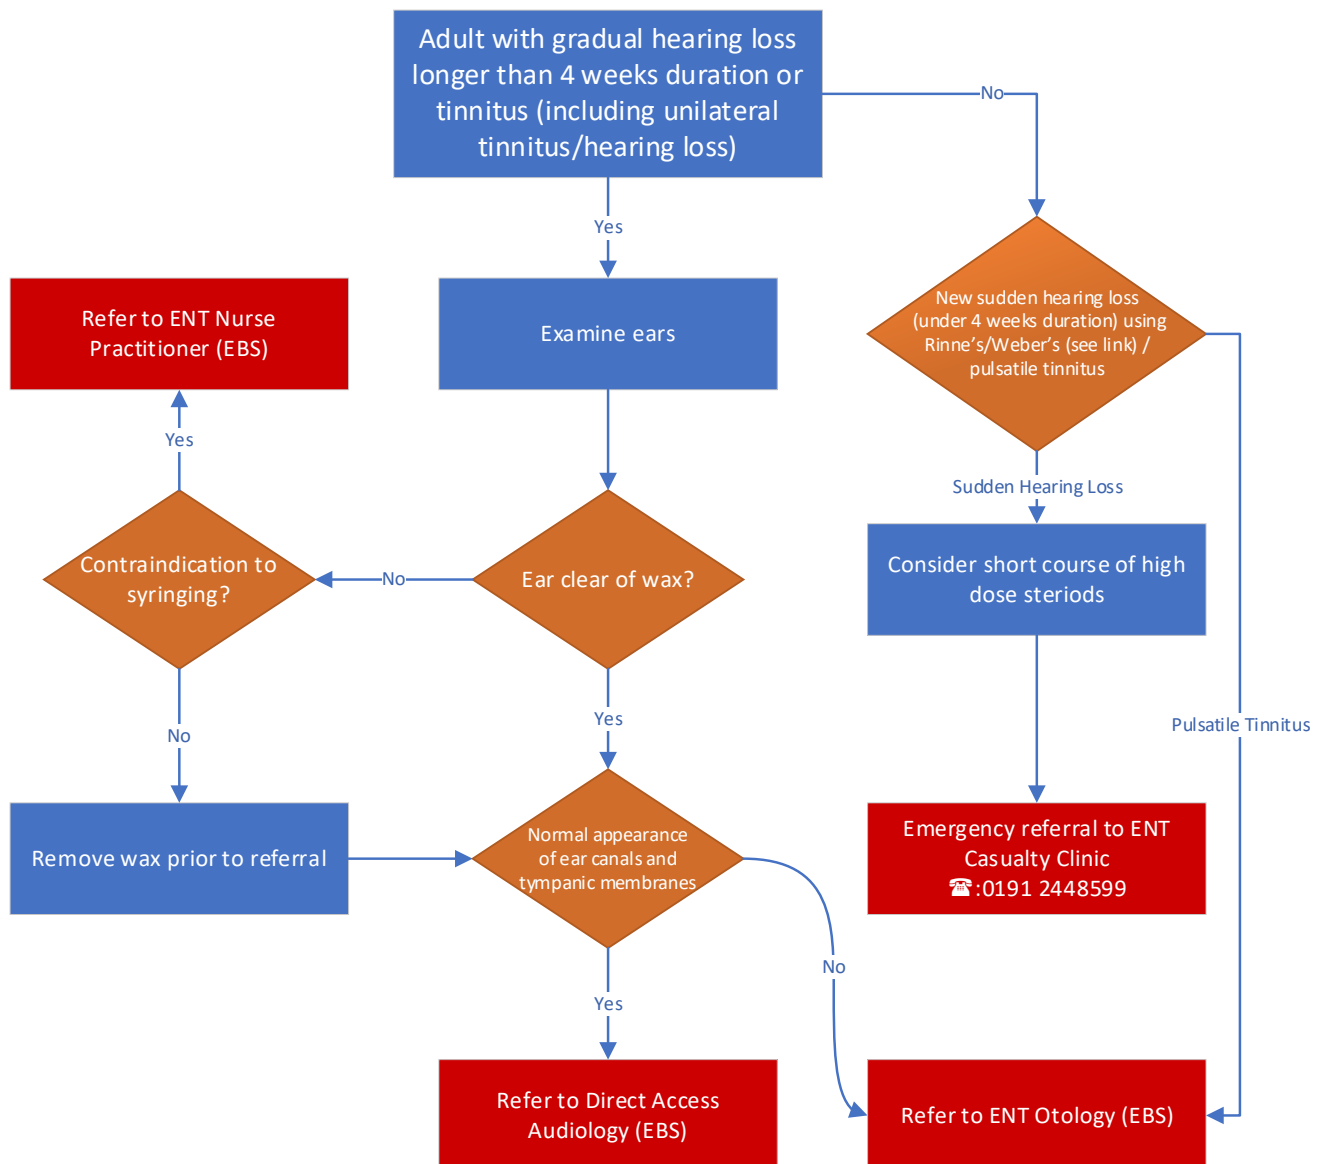 Adult with gradual hearing loss
longer than 4 weeks duration or
tinnitus (including unilateral
tinnitus/hearing loss)
No
Yes
Refer to ENT Nurse
Practitioner (EBS)
Examine ears
New sudden hearing loss
(under 4 weeks duration) using
Rinne’s/Weber’s (see link) /
pulsatile tinnitus
Yes
Sudden Hearing Loss
Contraindication to
syringing?
No
Ear clear of wax?
Consider short course of high
dose steriods
Yes
No
Pulsatile Tinnitus
Remove wax prior to referral
Normal appearance
of ear canals and
tympanic membranes
Emergency referral to ENT
Casualty Clinic
☎:0191 2448599
No
Yes
Refer to Direct Access
Audiology (EBS)
Refer to ENT Otology (EBS)